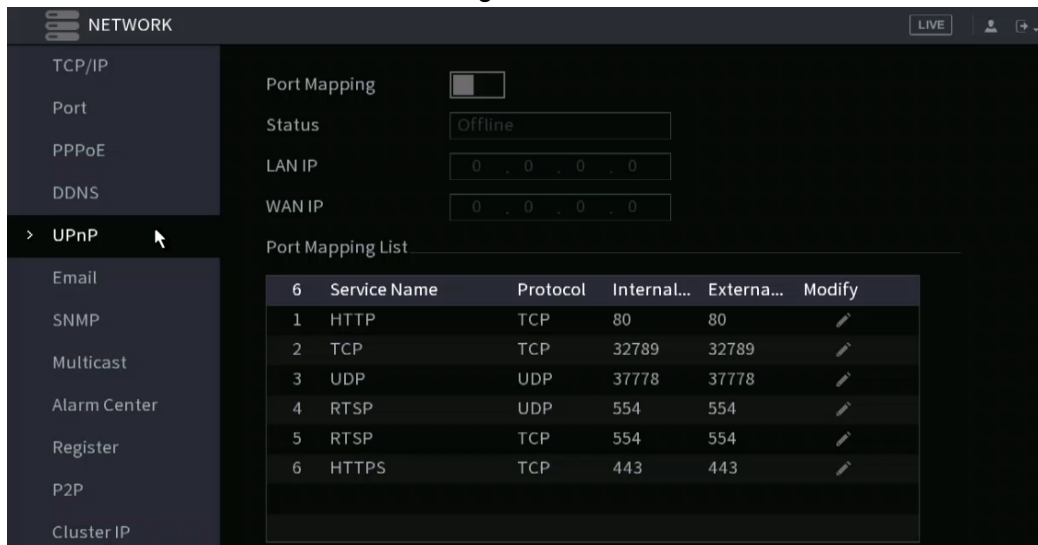 NETWORK LIVE
TCP/IP
Port
PPPoE
DDNS
> UPnP
Email
SNMP
Multicast
Alarm Center
Register
P2P
Cluster IP
Port Mapping
Status Offline
LAN IP 0 . 0 . 0 . 0
WAN IP 0 . 0 . 0 . 0
Port Mapping List
6 Service Name Protocol Internal... Externa... Modify
1 HTTP TCP 80 80
2 TCP TCP 32789 32789
3 UDP UDP 37778 37778
4 RTSP UDP 554 554
5 RTSP TCP 554 554
6 HTTPS TCP 443 443